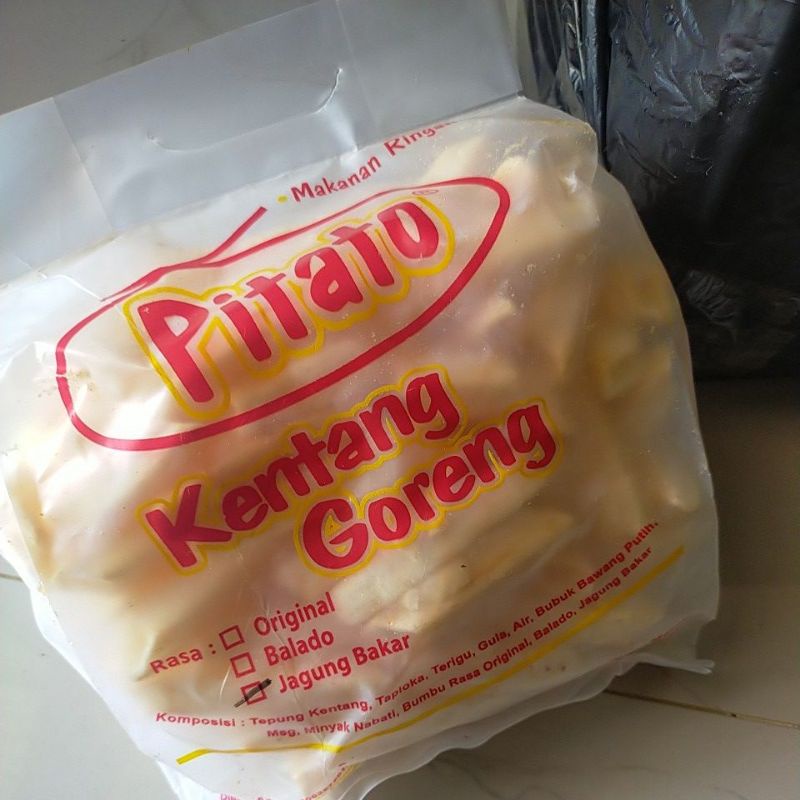 Makanan Ringan
Pitato
Kentang
Goreng
Rasa : Original
Balado
Jagung Bakar
Komposisi : Tepung Kentang, Tapioka, Terigu, Gula, Air, Bubuk Bawang Putih,
Msg, Minyak Nabati, Bumbu Rasa Original, Balado, Jagung Bakar